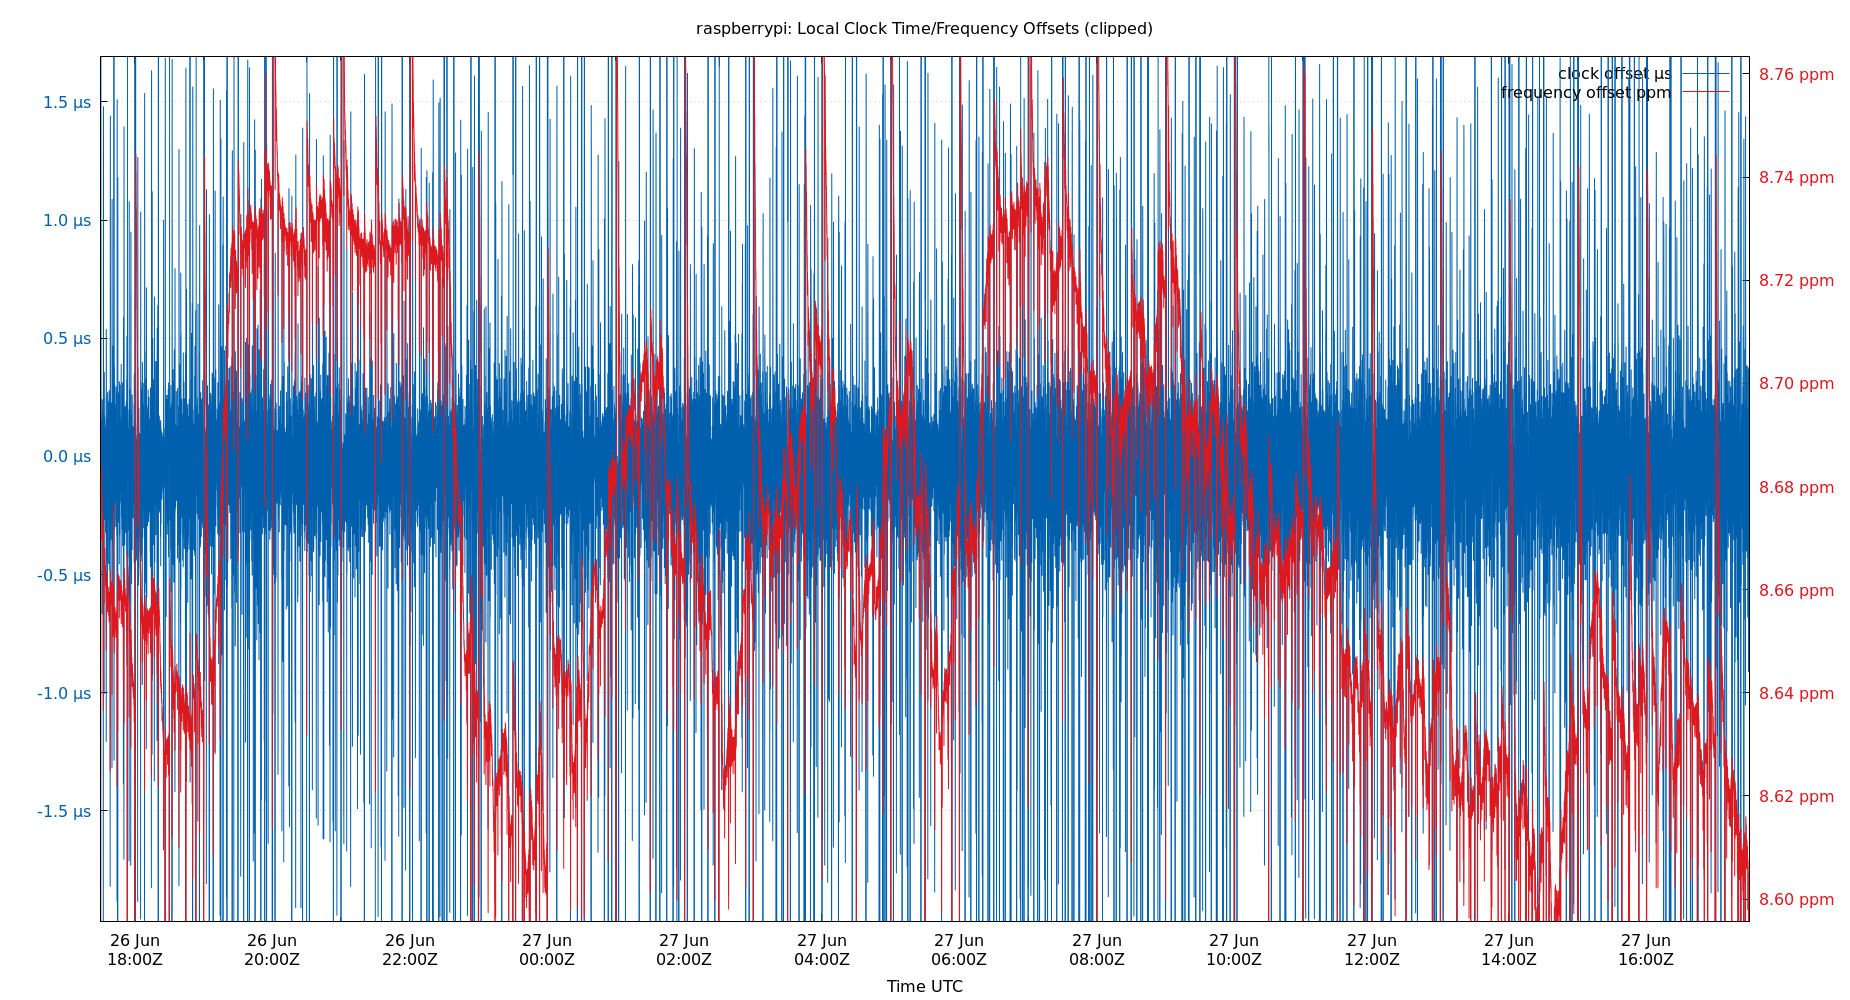 raspberrypi: Local Clock Time/Frequency Offsets (clipped)
clock offset µs
frequency offset ppm
1.5 µs
1.0 µs
0.5 µs
0.0 µs
-0.5 µs
-1.0 µs
-1.5 µs
8.76 ppm
8.74 ppm
8.72 ppm
8.70 ppm
8.68 ppm
8.66 ppm
8.64 ppm
8.62 ppm
8.60 ppm
26 Jun 26 Jun 26 Jun 27 Jun 27 Jun 27 Jun 27 Jun 27 Jun 27 Jun 27 Jun 27 Jun 27 Jun
18:00Z 20:00Z 22:00Z 00:00Z 02:00Z 04:00Z 06:00Z 08:00Z 10:00Z 12:00Z 14:00Z 16:00Z
Time UTC